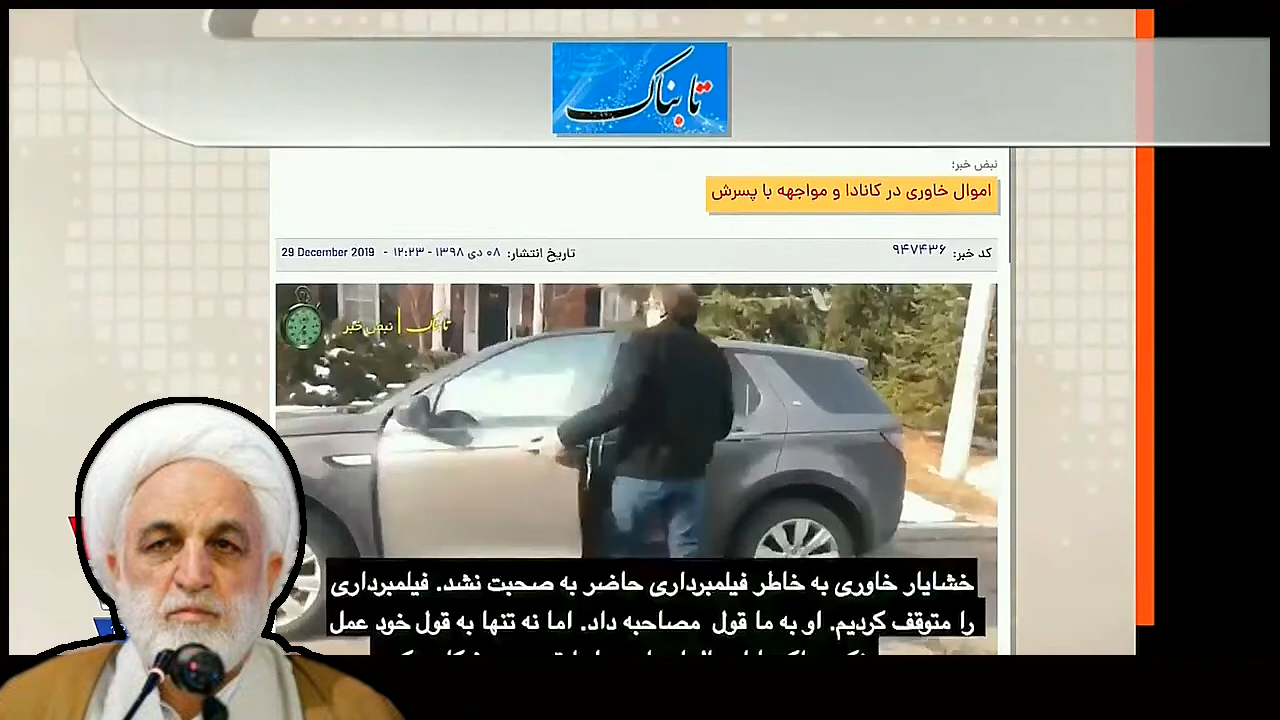 تابناک
نبض خبر؛
اموال خاوری در کانادا و مواجهه با پسرش
کد خبر: ۹۴۷۴۳۶
تاریخ انتشار: ۰۸ دی ۱۳۹۸ - ۱۲:۲۳ - 29 December 2019
تابناک | نبض خبر
خشایار خاوری به خاطر فیلمبرداری حاضر به صحبت نشد. فیلمبرداری
را متوقف کردیم. او به ما قول مصاحبه داد. اما نه تنها به قول خود عمل